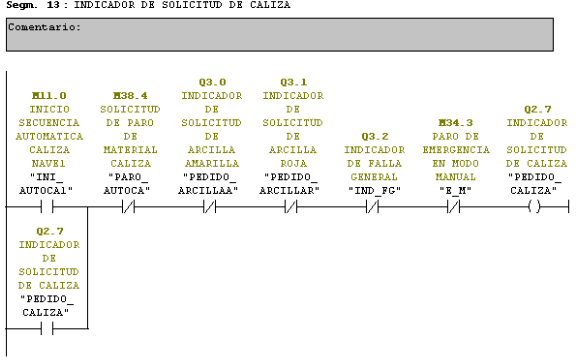 Segm. 13 : INDICADOR DE SOLICITUD DE CALIZA
Comentario:
M11.0
INICIO
SECUENCIA
AUTOMATICA
CALIZA
NAVE1
"INI_
AUTOCA1"
M38.4
SOLICITUD
DE PARO
DE
MATERIAL
CALIZA
"PARO_
AUTOCA"
Q3.0
INDICADOR
DE
SOLICITUD
DE
ARCILLA
AMARILLA
"PEDIDO_
ARCILLAA"
Q3.1
INDICADOR
DE
SOLICITUD
DE
ARCILLA
ROJA
"PEDIDO_
ARCILLAR"
Q3.2
INDICADOR
DE FALLA
GENERAL
"IND_FG"
M34.3
PARO DE
EMERGENCIA
EN MODO
MANUAL
"E_M"
Q2.7
INDICADOR
DE
SOLICITUD
DE CALIZA
"PEDIDO_
CALIZA"
Q2.7
INDICADOR
DE
SOLICITUD
DE CALIZA
"PEDIDO_
CALIZA"